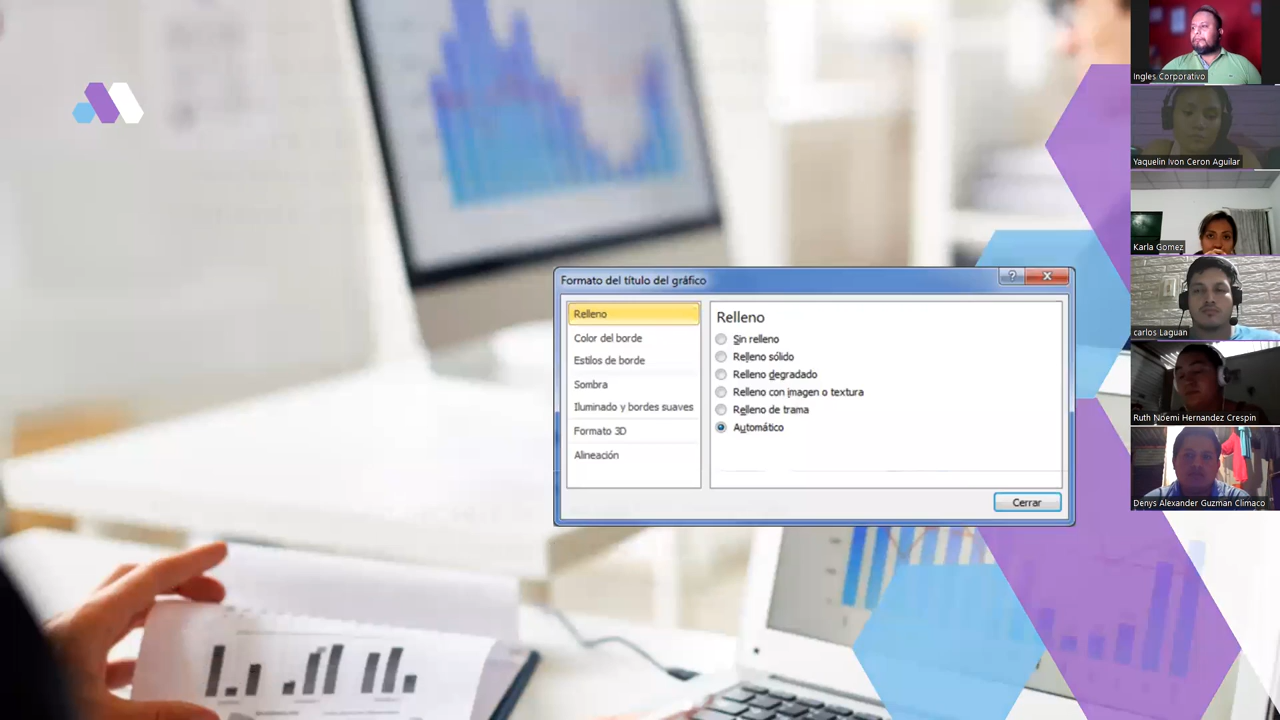 Formato del título del gráfico
Relleno
Color del borde
Estilos de borde
Sombra
Iluminado y bordes suaves
Formato 3D
Alineación
Relleno
Sin relleno
Relleno sólido
Relleno degradado
Relleno con imagen o textura
Relleno de trama
Automático
Cerrar
Ingles Corporativo
Yaquelin Ivon Ceron Aguilar
Karla Gomez
carlos Laguan
Ruth Noemi Hernandez Crespin
Denys Alexander Guzman Climaco